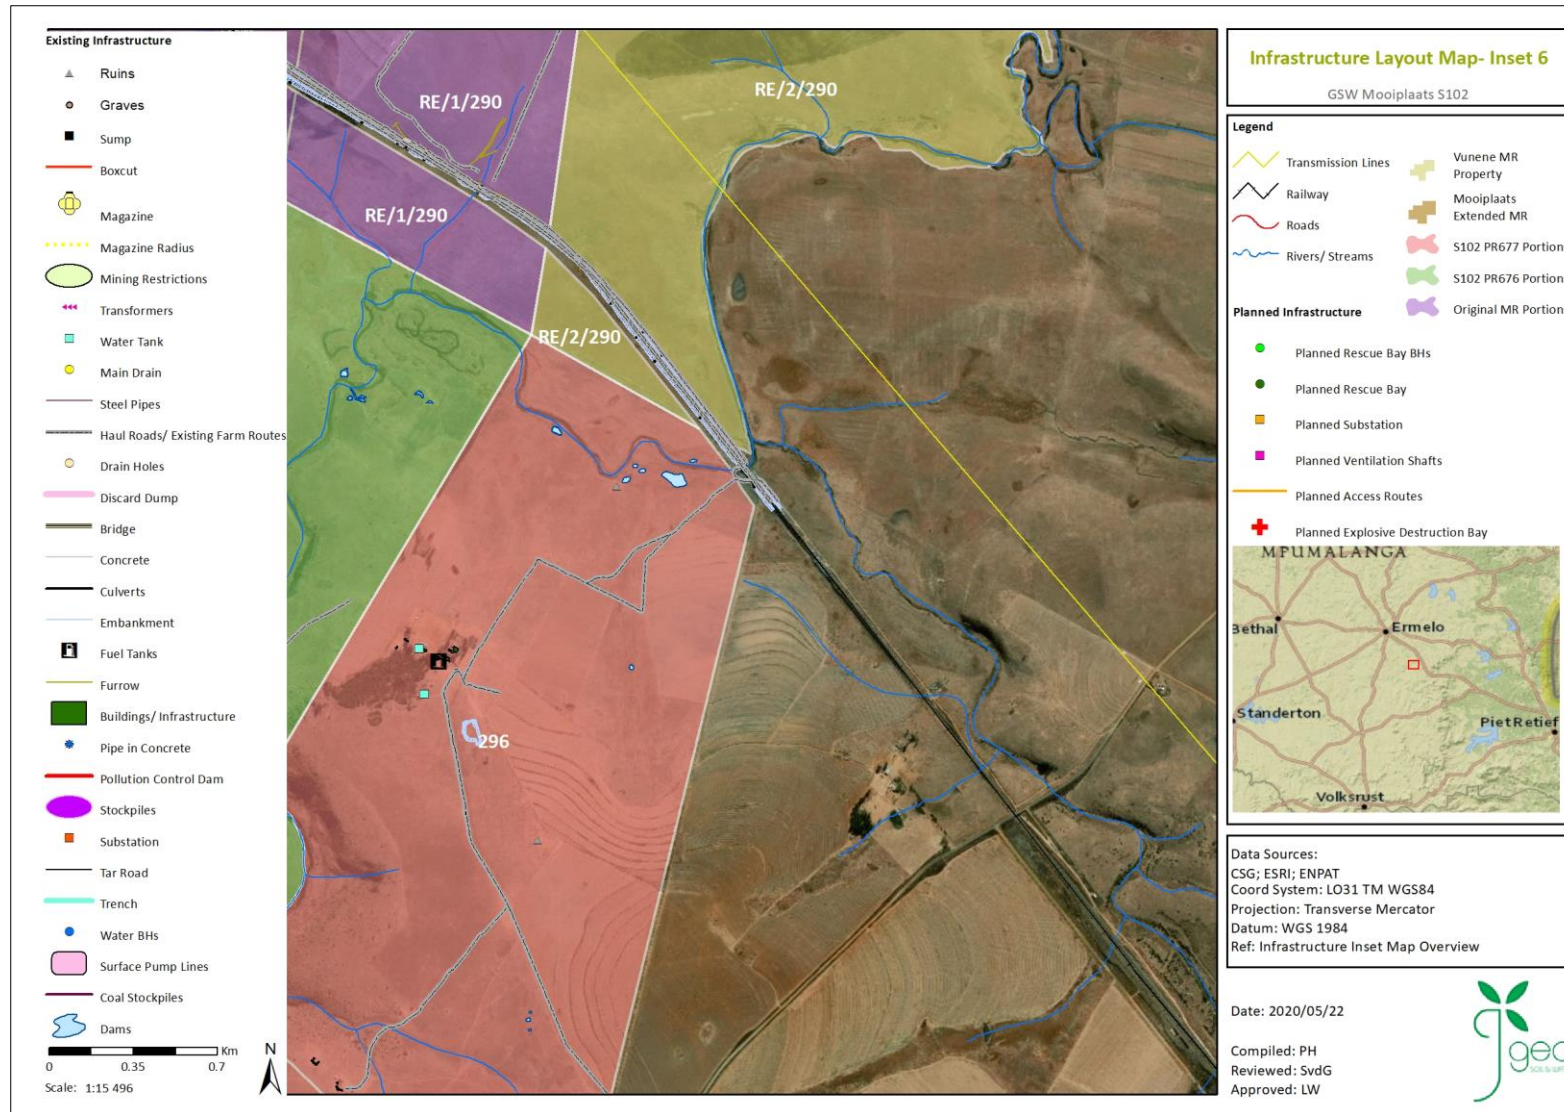 Existing Infrastructure
Ruins
Graves
Sump
Boxcut
Magazine
Magazine Radius
Mining Restrictions
Transformers
Water Tank
Main Drain
Steel Pipes
Haul Roads/ Existing Farm Routes
Drain Holes
Discard Dump
Bridge
Concrete
Culverts
Embankment
Fuel Tanks
Furrow
Buildings/ Infrastructure
Pipe in Concrete
Pollution Control Dam
Stockpiles
Substation
Tar Road
Trench
Water BHs
Surface Pump Lines
Coal Stockpiles
Dams
Km
0 0.35 0.7
Scale: 1:15 496
N
RE/1/290
RE/2/290
RE/1/290
RE/2/290
296
Infrastructure Layout Map- Inset 6
GSW Mooiplaats S102
Legend
Transmission Lines
Railway
Roads
Rivers/ Streams
Vunene MR
Property
Mooiplaats
Extended MR
S102 PR677 Portion
S102 PR676 Portion
Original MR Portion
Planned Infrastructure
Planned Rescue Bay BHs
Planned Rescue Bay
Planned Substation
Planned Ventilation Shafts
Planned Access Routes
Planned Explosive Destruction Bay
MPUMALANGA
Bethal
Ermelo
Standerton
Piet Retief
Volksrust
Data Sources:
CSG; ESRI; ENPAT
Coord System: LO31 TM WGS84
Projection: Transverse Mercator
Datum: WGS 1984
Ref: Infrastructure Inset Map Overview
Date: 2020/05/22
Compiled: PH
Reviewed: SvdG
Approved: LW
geo